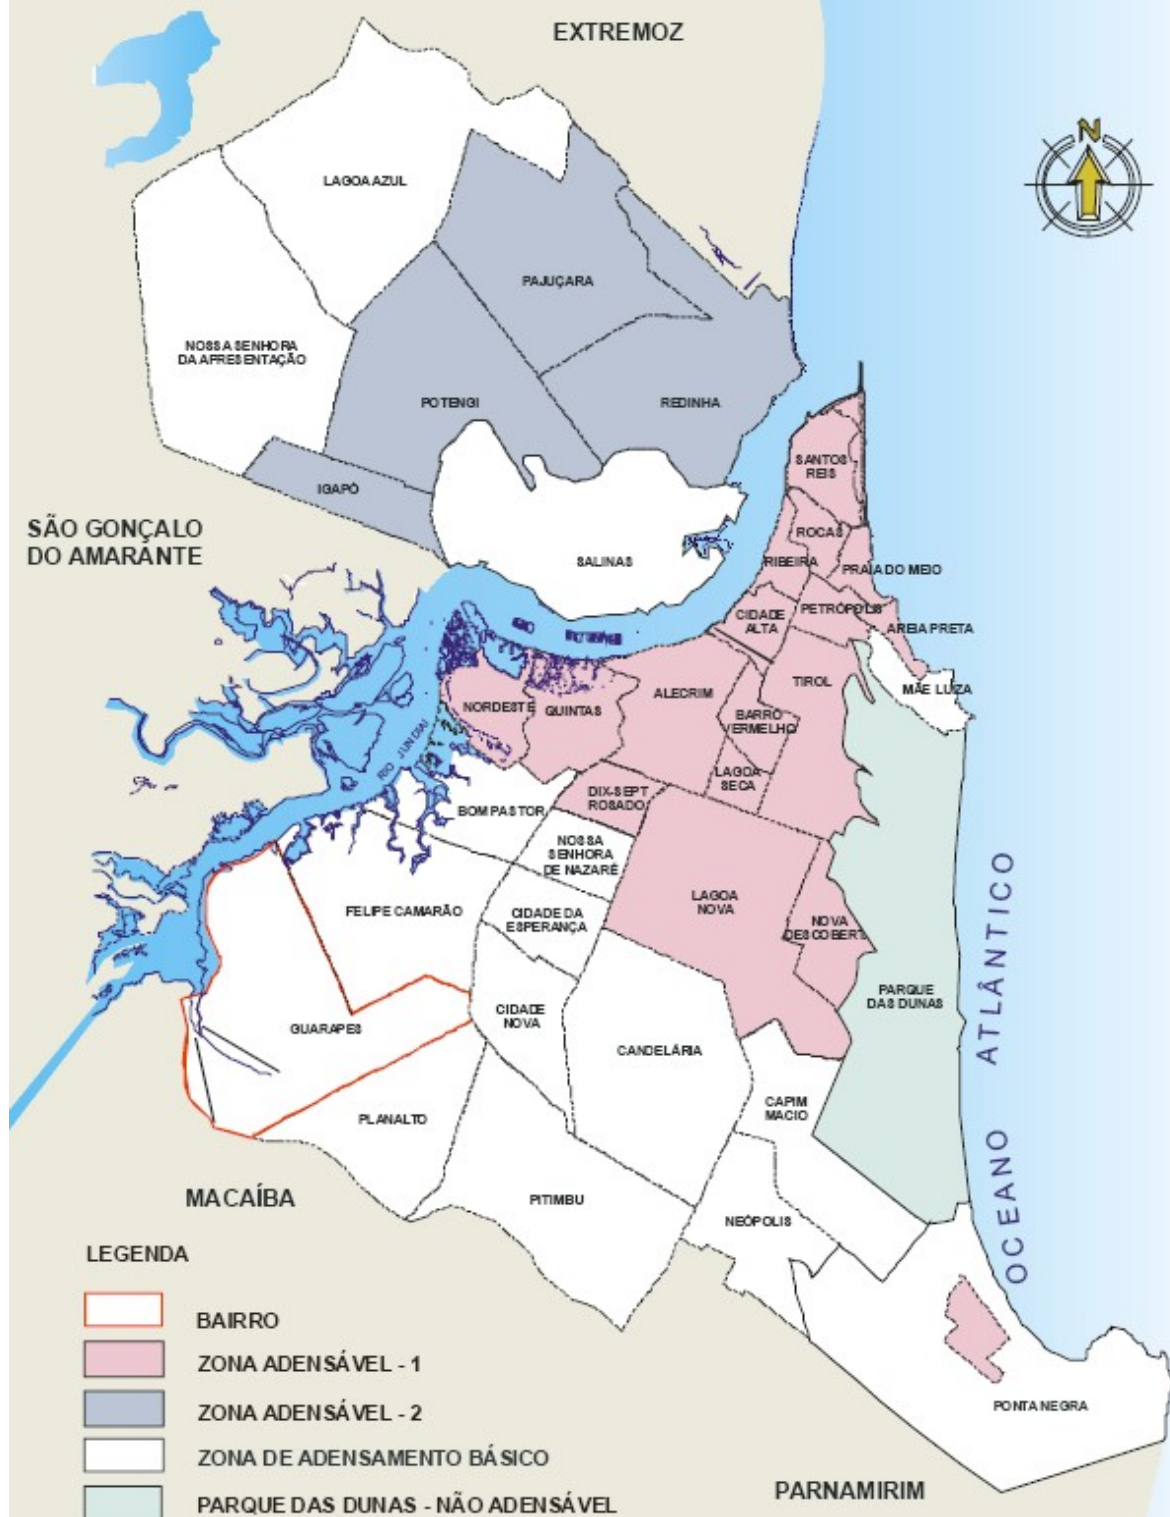 EXTREMOZ
N
LAGOA AZUL
PAJUÇARA
NOSSA SENHORA
DA APRESENTAÇÃO
POTENGI
REDINHA
IGAPÓ
SANTOS
REIS
SÃO GONÇALO
DO AMARANTE
ROCAS
SALINAS
RIBEIRA
PRAIA DO MEIO
CIDADE
ALTA
PETRÓPOLIS
AREIA PRETA
RIO
ALECRIM
TIROL
MÃE LUIZA
NORDESTE
QUINTAS
BARRO
VERMELHO
RIO JUNDIAÍ
LAGOA
SECA
DIX-SEPT
ROSADO
BOM PASTOR
NOSSA
SENHORA
DE NAZARÉ
LAGOA
NOVA
FELIPE CAMARÃO
CIDADE DA
ESPERANÇA
NOVA
DESCOBERT
OCEANO ATLÂNTICO
PARQUE
DAS DUNAS
GUARAPES
CIDADE
NOVA
CANDELÁRIA
CAPIM
MACIO
PLANALTO
MACAÍBA
PITIMBU
NEÓPOLIS
LEGENDA
BAIRRO
ZONA ADENSÁVEL - 1
ZONA ADENSÁVEL - 2
PONTA NEGRA
ZONA DE ADENSAMENTO BÁSICO
PARNAMIRIM
PARQUE DAS DUNAS - NÃO ADENSÁVEL